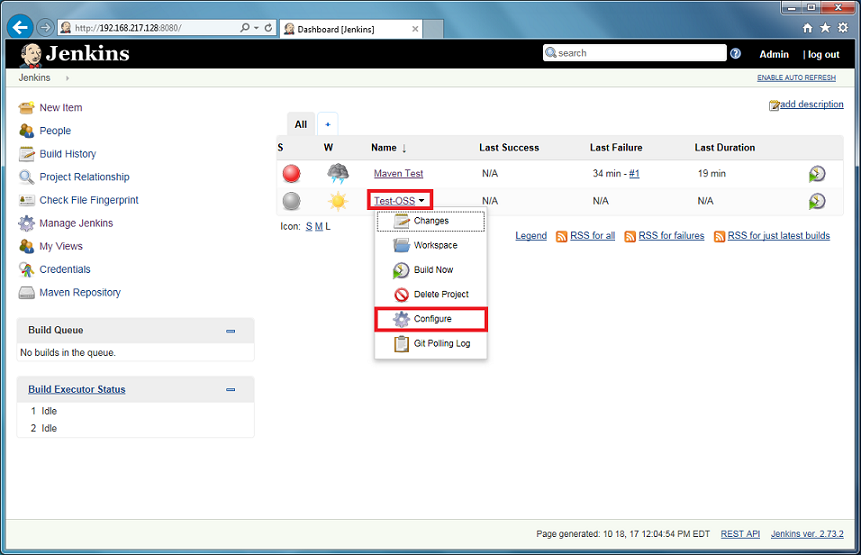 http://192.168.217.128:8080/
Dashboard [Jenkins]
Jenkins
search
Admin
| log out
Jenkins
ENABLE AUTO REFRESH
New Item
People
Build History
Project Relationship
Check File Fingerprint
Manage Jenkins
My Views
Credentials
Maven Repository
Build Queue
No builds in the queue.
Build Executor Status
1 Idle
2 Idle
add description
All +
S W Name ↓ Last Success Last Failure Last Duration
Maven Test N/A 34 min - #1 19 min
Test-OSS N/A N/A N/A
Icon: S M L
Legend RSS for all RSS for failures RSS for just latest builds
Changes
Workspace
Build Now
Delete Project
Configure
Git Polling Log
Page generated: 10 18, 17 12:04:54 PM EDT REST API Jenkins ver. 2.73.2